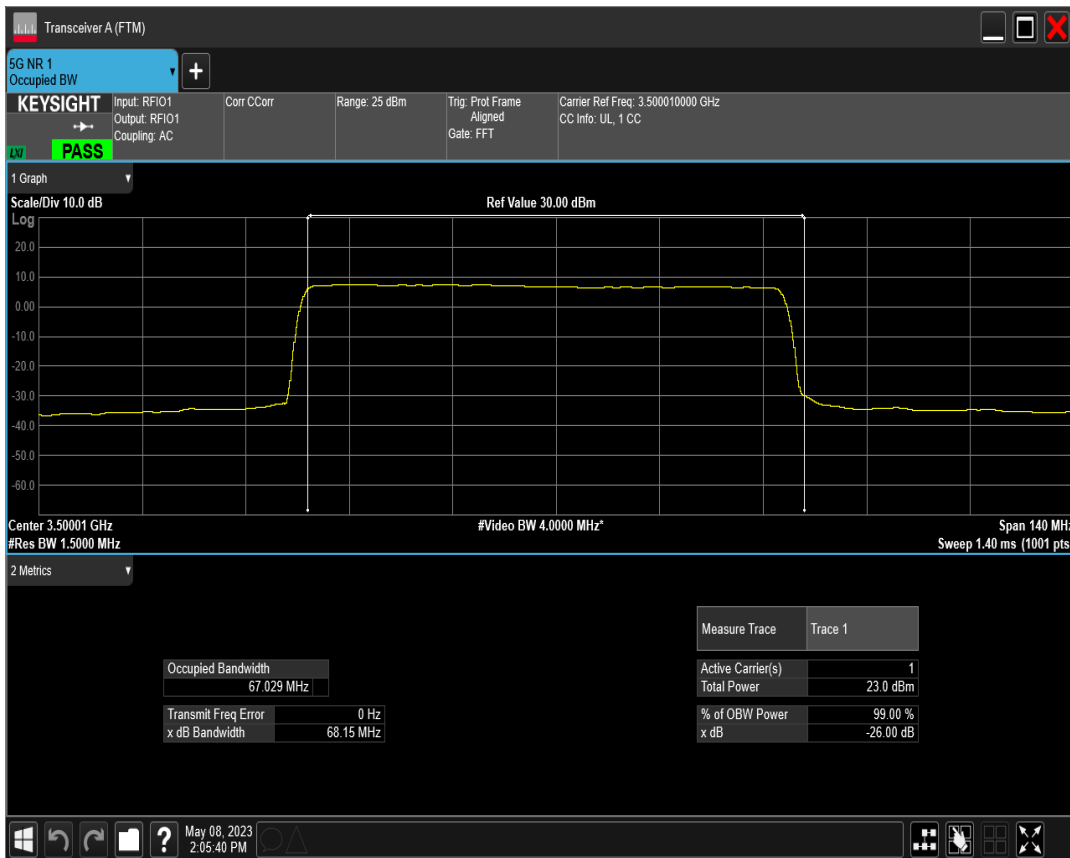 Transceiver A (FTM)
5G NR 1
Occupied BW
+
KEYSIGHT
LXI
PASS
Input: RFIO1
Output: RFIO1
Coupling: AC
Corr CCorr
Range: 25 dBm
Trig: Prot Frame
Aligned
Gate: FFT
Carrier Ref Freq: 3.500010000 GHz
CC Info: UL, 1 CC
1 Graph
Scale/Div 10.0 dB
Ref Value 30.00 dBm
Log
20.0
10.0
0.00
-10.0
-20.0
-30.0
-40.0
-50.0
-60.0
Center 3.50001 GHz
#Video BW 4.0000 MHz*
Span 140 MHz
#Res BW 1.5000 MHz
Sweep 1.40 ms (1001 pts
2 Metrics
Measure Trace Trace 1
Occupied Bandwidth
67.029 MHz
Active Carrier(s) 1
Total Power 23.0 dBm
Transmit Freq Error 0 Hz
x dB Bandwidth 68.15 MHz
% of OBW Power 99.00 %
x dB -26.00 dB
?
May 08, 2023
2:05:40 PM